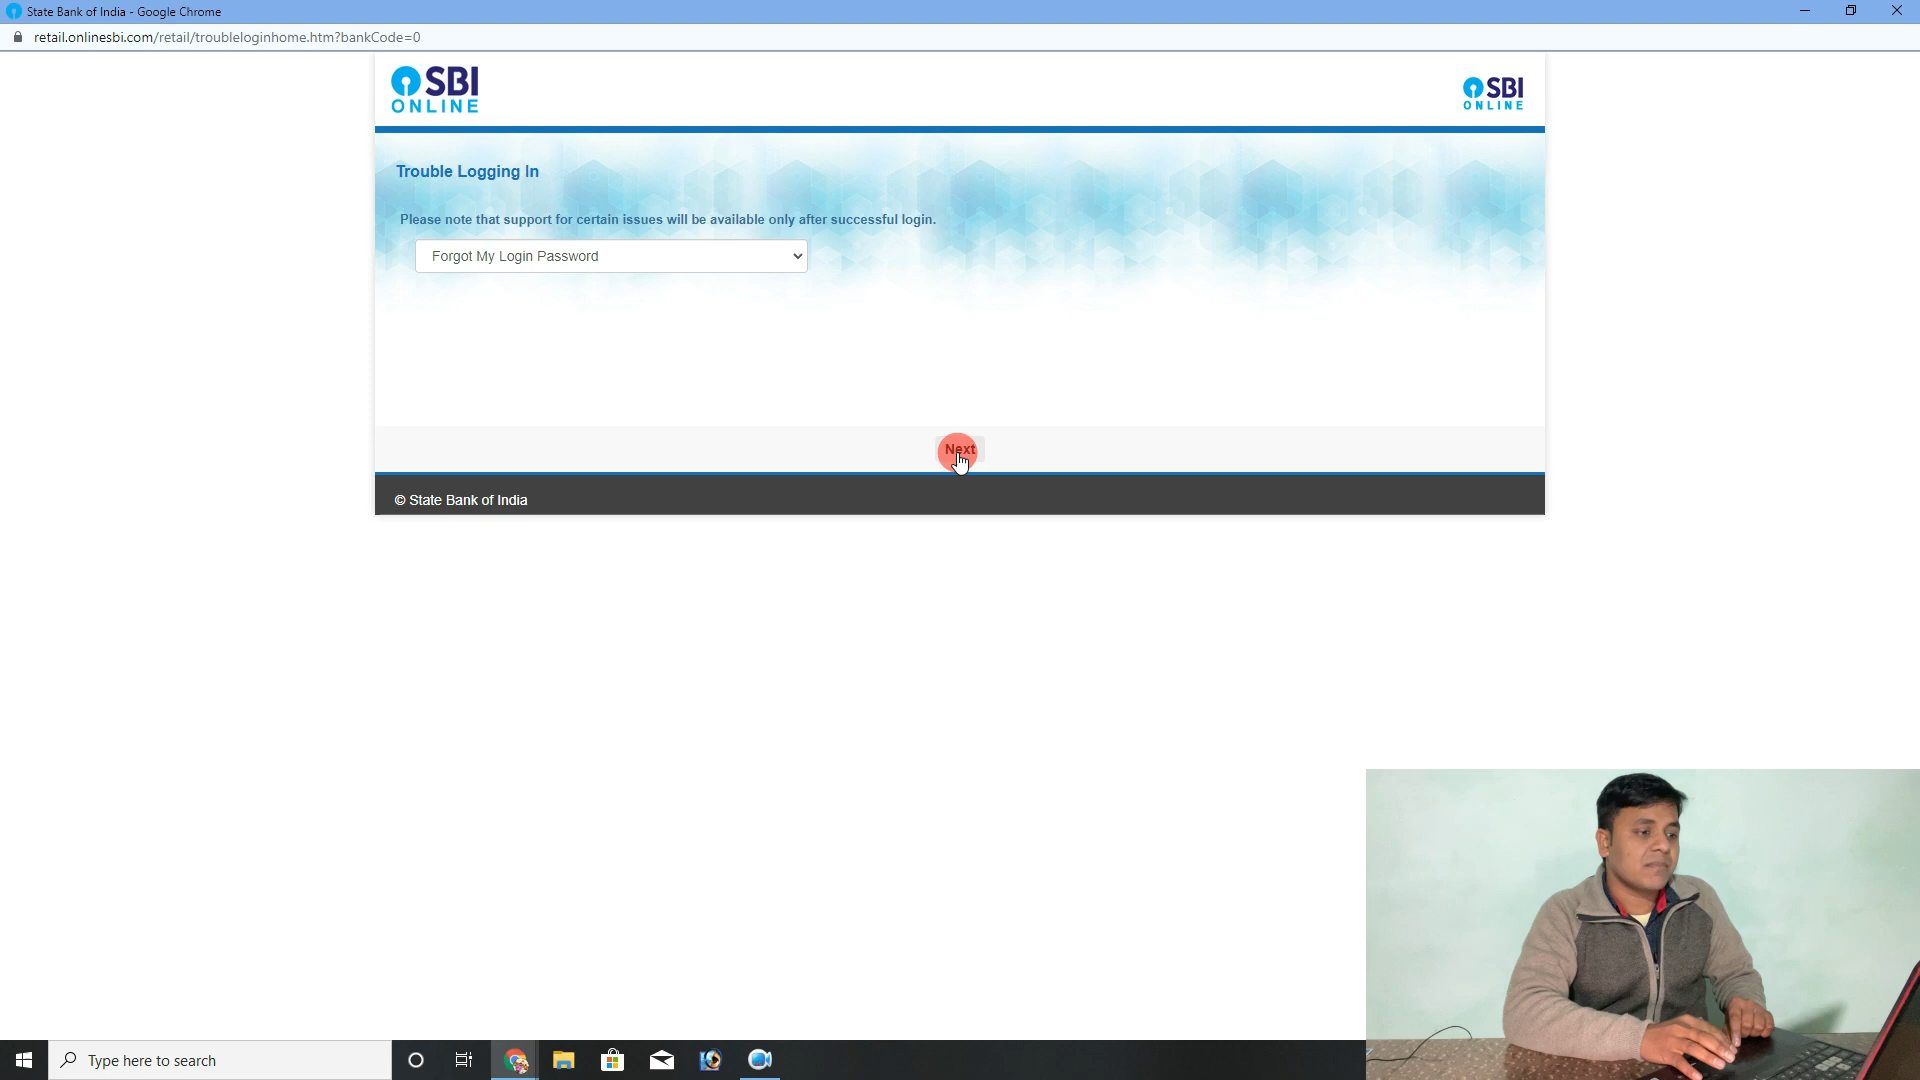 State Bank of India - Google Chrome
retail.onlinesbi.com/retail/troubleloginhome.htm?bankCode=0
SBI
ONLINE
SBI
ONLINE
Trouble Logging In
Please note that support for certain issues will be available only after successful login.
Forgot My Login Password
Next
© State Bank of India
Type here to search